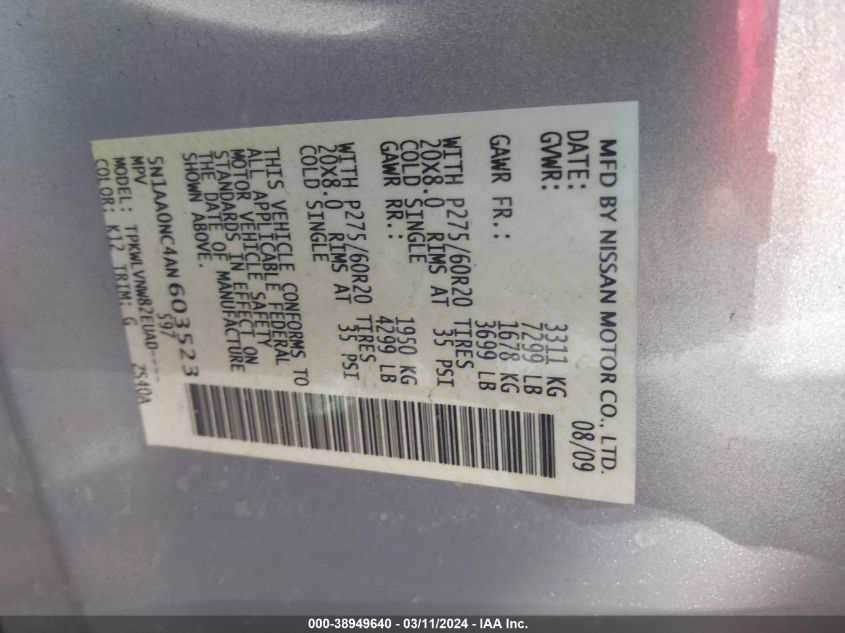 MFD BY NISSAN MOTOR CO., LTD.
DATE: 08/09
GVWR: 3311 KG
7299 LB
GAWR FR.: 1678 KG
3699 LB
WITH P275/60R20 TIRES
20X8.0 RIMS AT 35 PSI
COLD SINGLE
GAWR RR.: 1950 KG
4299 LB
WITH P275/60R20 TIRES
20X8.0 RIMS AT 35 PSI
COLD SINGLE
THIS VEHICLE CONFORMS TO
ALL APPLICABLE FEDERAL
MOTOR VEHICLE SAFETY
STANDARDS IN EFFECT ON
THE DATE OF MANUFACTURE
SHOWN ABOVE.
5N1AA0NC4AN603523
MPV 597
MODEL: TPKWLVNW82EUAD---- ZS40A
COLOR: K12 TRIM: G
000-38949640 - 03/11/2024 - IAA Inc.